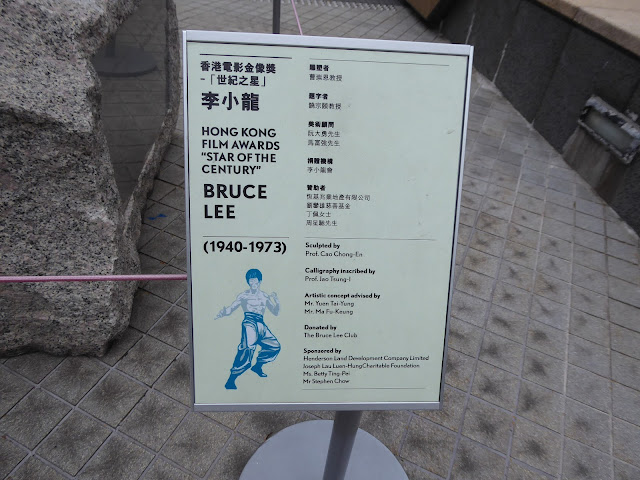 香港電影金像獎
-「世紀之星」
李小龍
HONG KONG
FILM AWARDS
"STAR OF THE
CENTURY"
BRUCE
LEE
(1940-1973)
雕塑者
曹崇恩教授
題字者
饒宗頤教授
美術顧問
阮大勇先生
馬富強先生
捐贈機構
李小龍會
贊助者
恆基兆業地產有限公司
劉鑾雄慈善基金
丁佩女士
周星馳先生
Sculpted by
Prof. Cao Chong-En
Calligraphy inscribed by
Prof. Jao Tsung-I
Artistic concept advised by
Mr. Yuen Tai-Yung
Mr. Ma Fu-Keung
Donated by
The Bruce Lee Club
Sponsored by
Henderson Land Development Company Limited
Joseph Lau Luen-HungCharitable Foundation
Ms. Betty Ting-Pei
Mr Stephen Chow